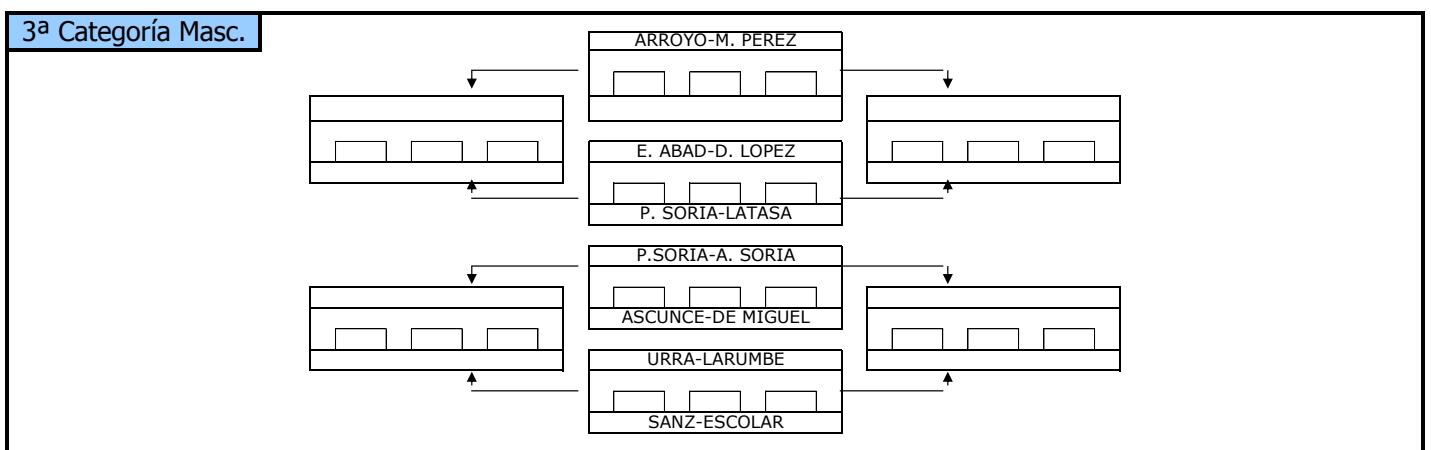 3ª Categoría Masc.
ARROYO-M. PEREZ
E. ABAD-D. LOPEZ
P. SORIA-LATASA
P.SORIA-A. SORIA
ASCUNCE-DE MIGUEL
URRA-LARUMBE
SANZ-ESCOLAR